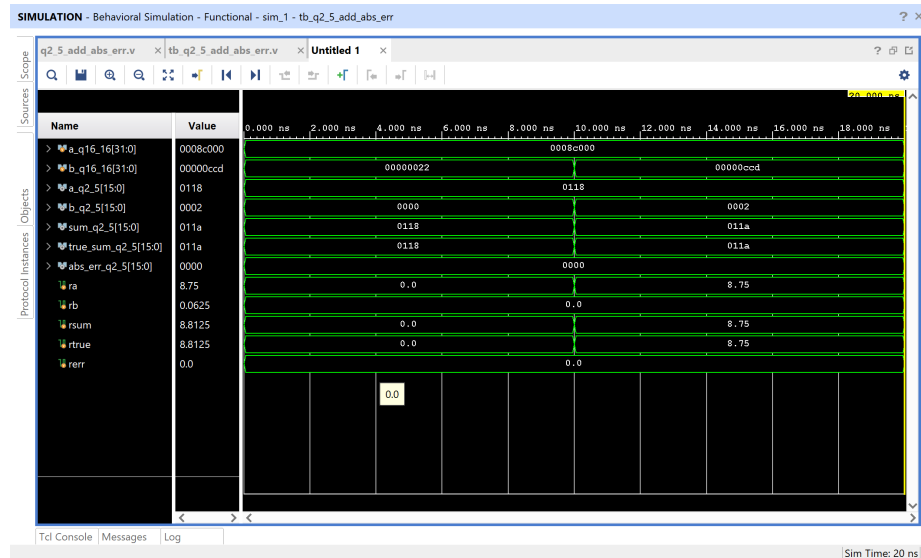 SIMULATION - Behavioral Simulation - Functional - sim_1 - tb_q2_5_add_abs_err ? ×
q2_5_add_abs_err.v × tb_q2_5_add_abs_err.v × Untitled 1 × ?
Scope
Sources
Objects
Protocol Instances
20.000 ns
Name Value 0.000 ns 2.000 ns 4.000 ns 6.000 ns 8.000 ns 10.000 ns 12.000 ns 14.000 ns 16.000 ns 18.000 ns
> a_q16_16[31:0] 0008c000 0008c000
> b_q16_16[31:0] 00000ccd 00000022 00000ccd
> a_q2_5[15:0] 0118 0118
> b_q2_5[15:0] 0002 0000 0002
> sum_q2_5[15:0] 011a 0118 011a
> true_sum_q2_5[15:0] 011a 0118 011a
> abs_err_q2_5[15:0] 0000 0000
ra 8.75 0.0 8.75
rb 0.0625 0.0
rsum 8.8125 0.0 8.75
rtrue 8.8125 0.0 8.75
rerr 0.0 0.0
0.0
Tcl Console Messages Log
Sim Time: 20 ns